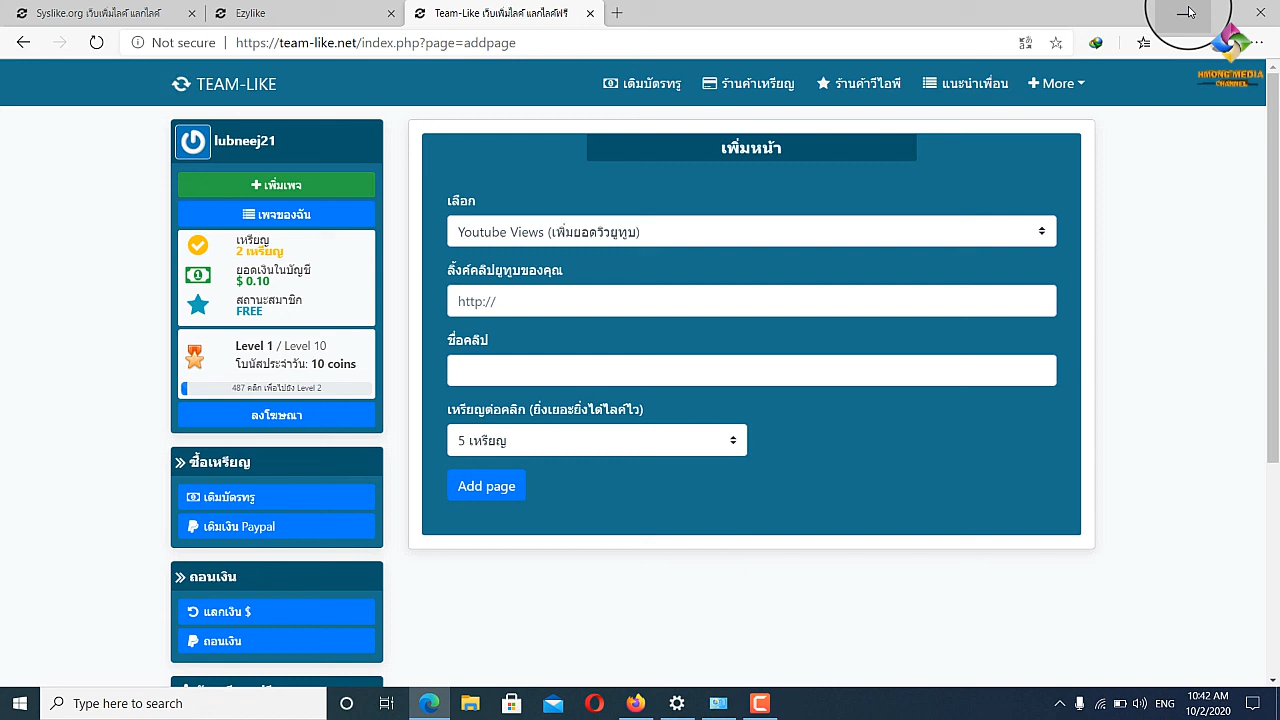 Syslike.org เว็บเพิ่มไลค์ แลกไลค์ฟรี
Ezylike
Team-Like เว็บเพิ่มไลค์ แลกไลค์ฟรี
Not secure
https://team-like.net/index.php?page=addpage
HMONG MEDIA
CHANNEL
TEAM-LIKE
เติมบัตรทรู
ร้านค้าเหรียญ
ร้านค้าวีไอพี
แนะนำเพื่อน
More
lubneej21
เพิ่มเพจ
เพจของฉัน
เหรียญ
2 เหรียญ
ยอดเงินในบัญชี
$ 0.10
สถานะสมาชิก
FREE
Level 1 / Level 10
โบนัสประจำวัน: 10 coins
487 คลิก เพื่อไปยัง Level 2
ลงโฆษณา
ซื้อเหรียญ
เติมบัตรทรู
เติมเงิน Paypal
ถอนเงิน
แลกเงิน $
ถอนเงิน
เพิ่มหน้า
เลือก
Youtube Views (เพิ่มยอดวิวยูทูบ)
ลิ้งค์คลิปยูทูบของคุณ
http://
ชื่อคลิป
เหรียญต่อคลิก (ยิ่งเยอะยิ่งได้ไลค์ไว)
5 เหรียญ
Add page
Type here to search
ENG
10:42 AM
10/2/2020